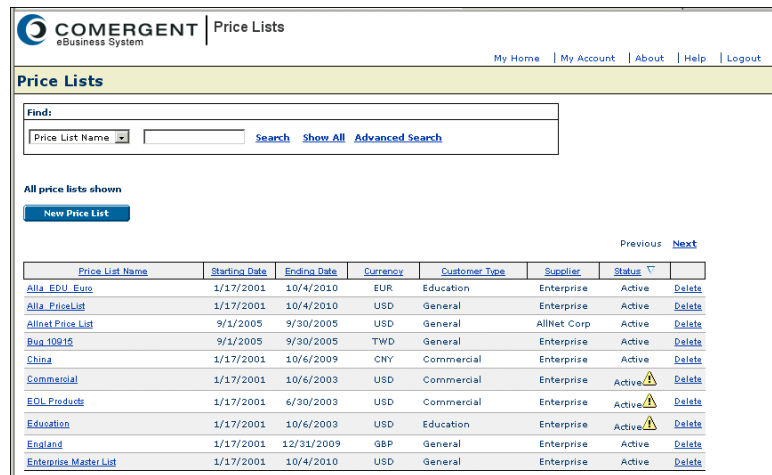 COMERGENT
eBusiness System
Price Lists
My Home | My Account | About | Help | Logout
Price Lists
Find:
Price List Name Search Show All Advanced Search
All price lists shown
New Price List
Previous Next
Price List Name Starting Date Ending Date Currency Customer Type Supplier Status
Alla_EDU_Euro 1/17/2001 10/4/2010 EUR Education Enterprise Active Delete
Alla_PriceList 1/17/2001 10/4/2010 USD General Enterprise Active Delete
Allnet Price List 9/1/2005 9/30/2005 USD General AllNet Corp Active Delete
Bug 10915 9/1/2005 9/30/2005 TWD General Enterprise Active Delete
China 1/17/2001 10/6/2009 CNY Commercial Enterprise Active Delete
Commercial 1/17/2001 10/6/2003 USD Commercial Enterprise Active Delete
EOL Products 1/17/2001 6/30/2003 USD Commercial Enterprise Active Delete
Education 1/17/2001 10/6/2003 USD Education Enterprise Active Delete
England 1/17/2001 12/31/2009 GBP General Enterprise Active Delete
Enterprise Master List 1/17/2001 10/4/2010 USD General Enterprise Active Delete